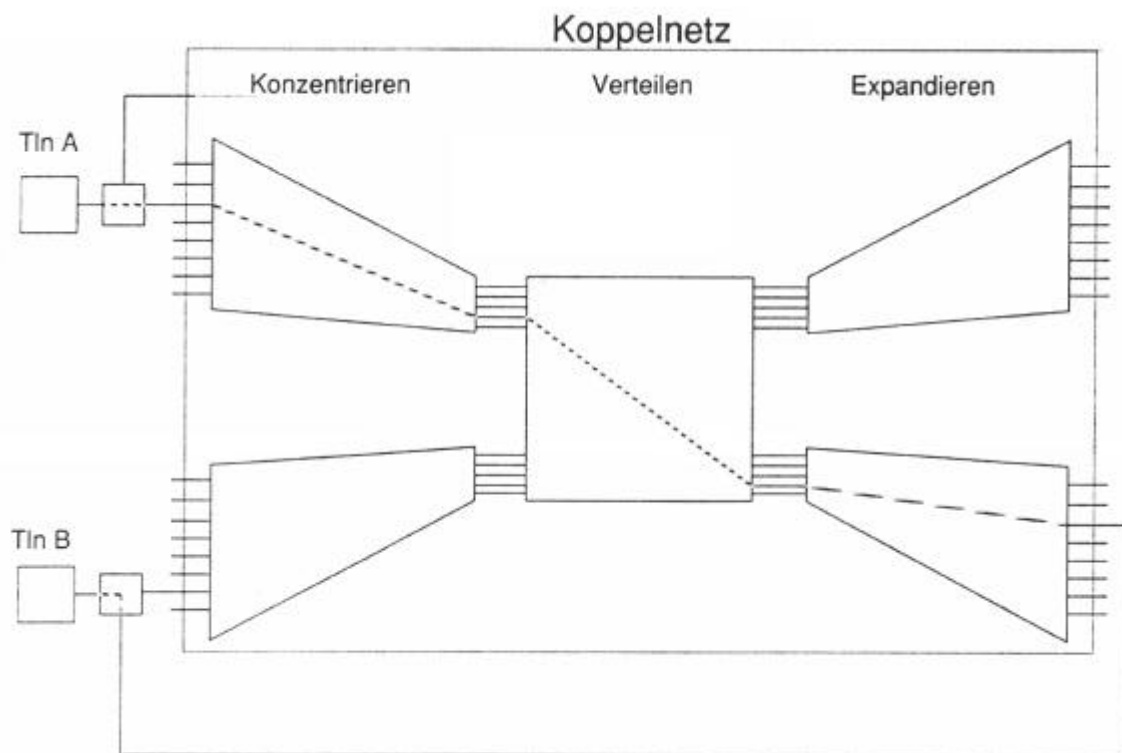 Koppelnetz
Konzentrieren
Verteilen
Expandieren
Tln A
Tln B